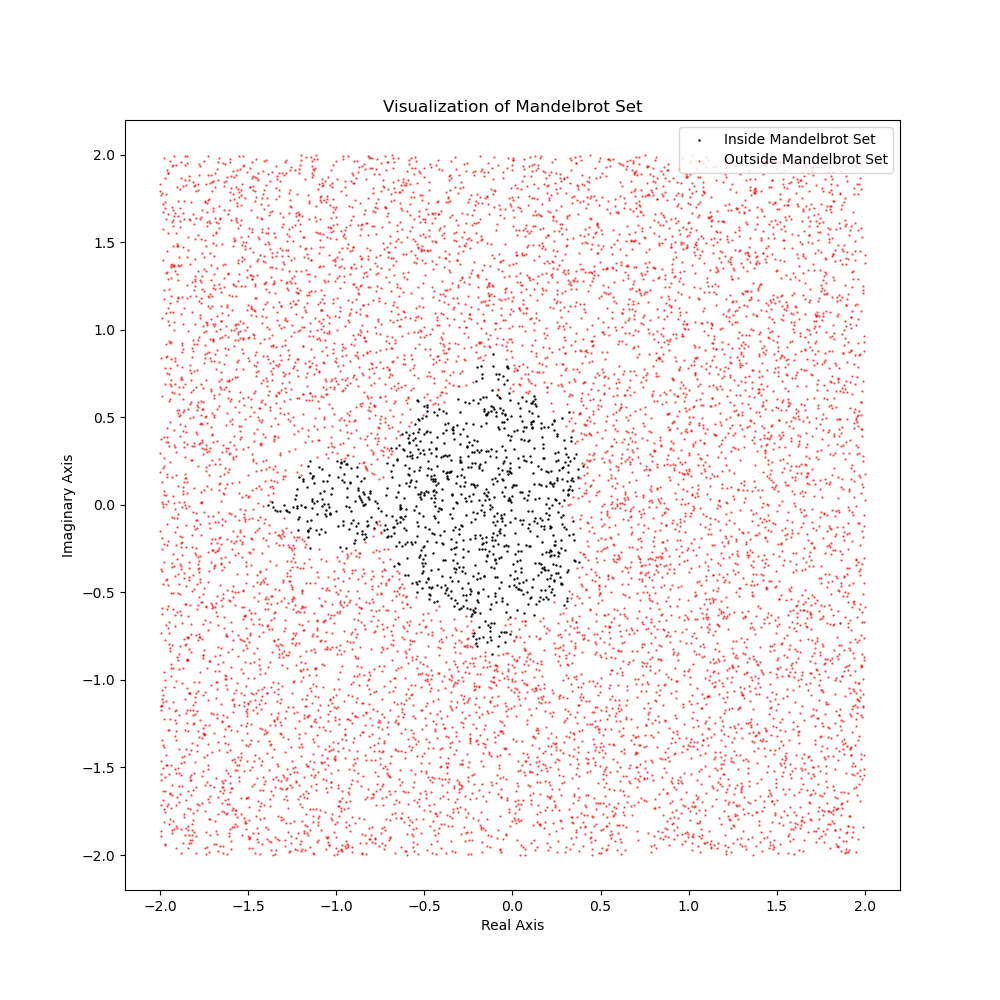 Visualization of Mandelbrot Set
Inside Mandelbrot Set
Outside Mandelbrot Set
2.0
1.5
1.0
0.5
0.0
−0.5
−1.0
−1.5
−2.0
Imaginary Axis
−2.0 −1.5 −1.0 −0.5 0.0 0.5 1.0 1.5 2.0
Real Axis